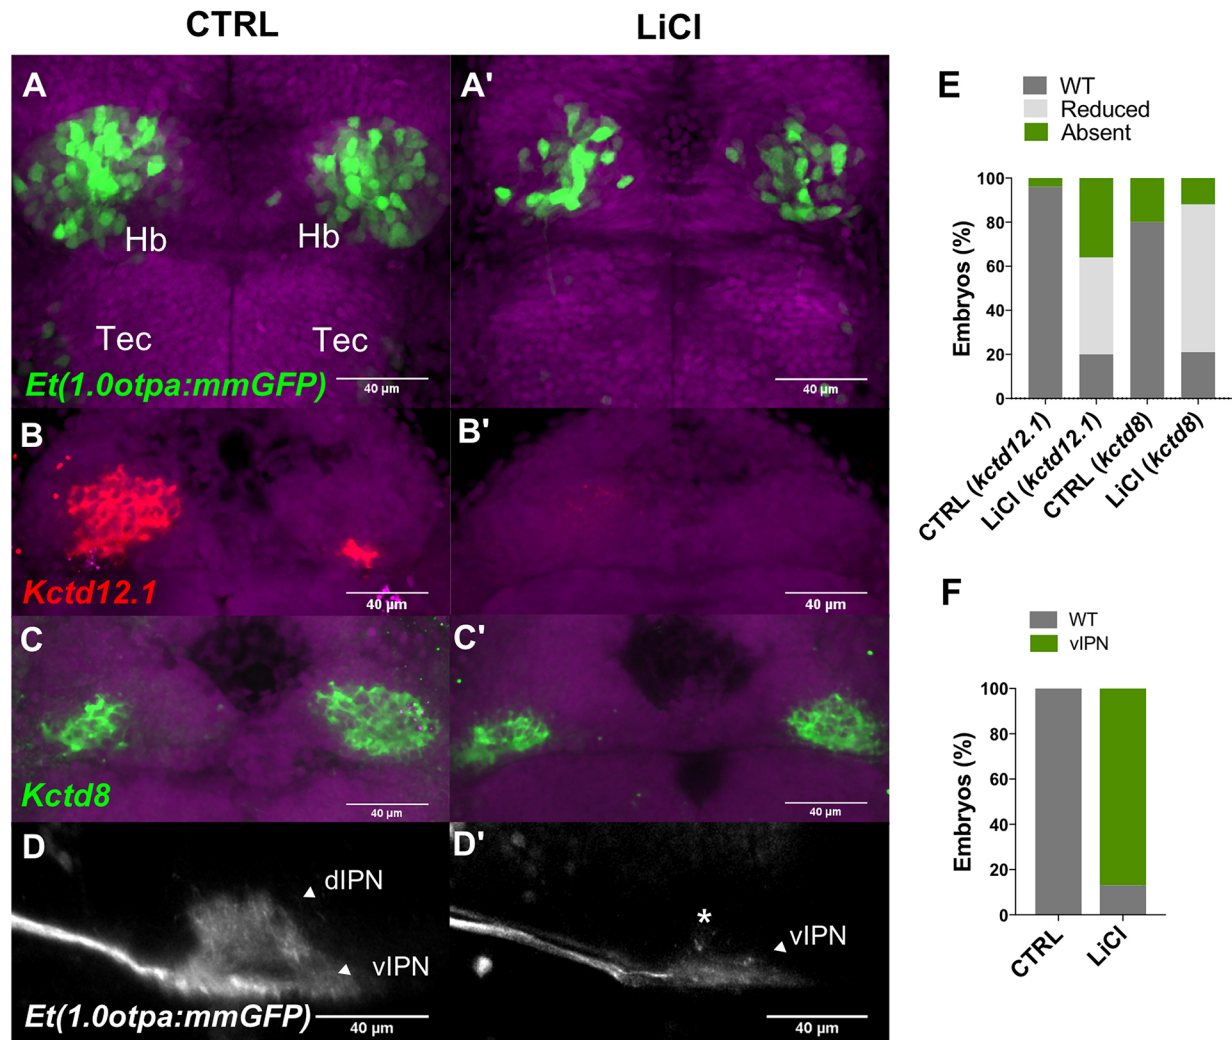 CTRL
LiCl
A
A'
Hb
Hb
Tec
Tec
Et(1.0otpa:mmGFP)
40 µm
40 µm
B
B'
Kctd12.1
40 µm
40 µm
C
C'
Kctd8
40 µm
40 µm
D
D'
dIPN
vIPN
*
vIPN
Et(1.0otpa:mmGFP)
40 µm
40 µm
E
WT
Reduced
Absent
Embryos (%)
100
80
60
40
20
0
CTRL (kctd12.1)
LiCl (kctd12.1)
CTRL (kctd8)
LiCl (kctd8)
F
WT
vIPN
Embryos (%)
100
80
60
40
20
0
CTRL
LiCl